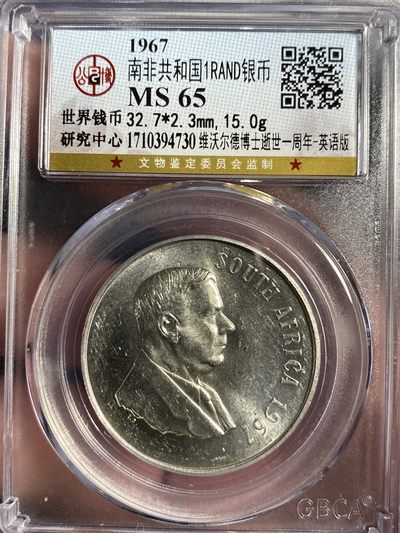 1967
南非共和国1RAND银币
MS 65
世界钱币 32.7*2.3mm,15.0g
研究中心 1710394730 维沃尔德博士逝世一周年-英语版
★ 文物鉴定委员会监制 ★
SOUTH AFRICA 1967
GBCA